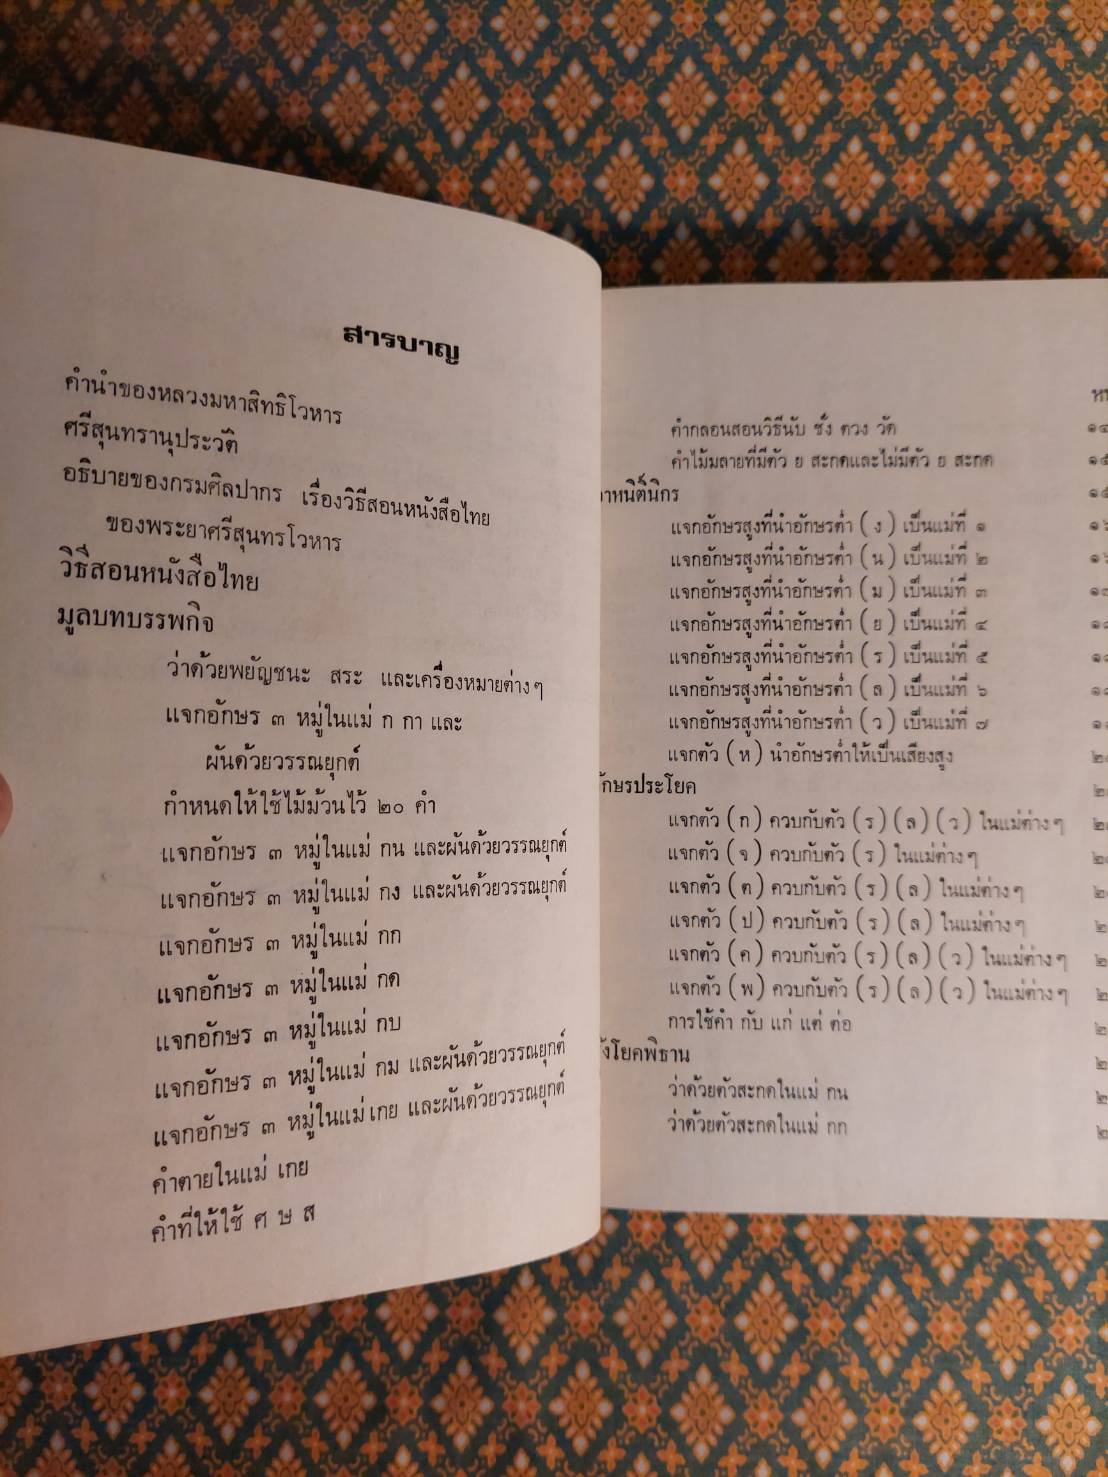 สารบาญ
คำนำของหลวงมหาสิทธิโวหาร
ศรีสุนทรานุประวัติ
อธิบายของกรมศิลปากร เรื่องวิธีสอนหนังสือไทย
ของพระยาศรีสุนทรโวหาร
วิธีสอนหนังสือไทย
มูลบทบรรพกิจ
ว่าด้วยพยัญชนะ สระ และเครื่องหมายต่างๆ
แจกอักษร ๓ หมู่ในแม่ ก กา และ
ผันด้วยวรรณยุกต์
กำหนดให้ใช้ไม้ม้วนไว้ ๒๐ คำ
แจกอักษร ๓ หมู่ในแม่ กน และผันด้วยวรรณยุกต์
แจกอักษร ๓ หมู่ในแม่ กง และผันด้วยวรรณยุกต์
แจกอักษร ๓ หมู่ในแม่ กก
แจกอักษร ๓ หมู่ในแม่ กด
แจกอักษร ๓ หมู่ในแม่ กบ
แจกอักษร ๓ หมู่ในแม่ กม และผันด้วยวรรณยุกต์
แจกอักษร ๓ หมู่ในแม่ เกย และผันด้วยวรรณยุกต์
คำตายในแม่ เกย
คำที่ให้ใช้ ศ ษ ส
คำกลอนสอนวิธีนับ ชั่ง ตวง วัด
คำไม้มลายที่มีตัว ย สะกดและไม่มีตัว ย สะกด
าหนิติ์นิกร
แจกอักษรสูงที่นำอักษรต่ำ (ง) เป็นแม่ที่ ๑
แจกอักษรสูงที่นำอักษรต่ำ (น) เป็นแม่ที่ ๒
แจกอักษรสูงที่นำอักษรต่ำ (ม) เป็นแม่ที่ ๓
แจกอักษรสูงที่นำอักษรต่ำ (ย) เป็นแม่ที่ ๔
แจกอักษรสูงที่นำอักษรต่ำ (ร) เป็นแม่ที่ ๕
แจกอักษรสูงที่นำอักษรต่ำ (ล) เป็นแม่ที่ ๖
แจกอักษรสูงที่นำอักษรต่ำ (ว) เป็นแม่ที่ ๗
แจกตัว (ห) นำอักษรต่ำให้เป็นเสียงสูง
ักษรประโยค
แจกตัว (ก) ควบกับตัว (ร) (ล) (ว) ในแม่ต่างๆ
แจกตัว (จ) ควบกับตัว (ร) ในแม่ต่างๆ
แจกตัว (ต) ควบกับตัว (ร) (ล) ในแม่ต่างๆ
แจกตัว (ป) ควบกับตัว (ร) (ล) ในแม่ต่างๆ
แจกตัว (ค) ควบกับตัว (ร) (ล) (ว) ในแม่ต่างๆ
แจกตัว (พ) ควบกับตัว (ร) (ล) (ว) ในแม่ต่างๆ
การใช้คำ กับ แก่ แต่ ต่อ
ังโยคพิธาน
ว่าด้วยตัวสะกดในแม่ กน
ว่าด้วยตัวสะกดในแม่ กก